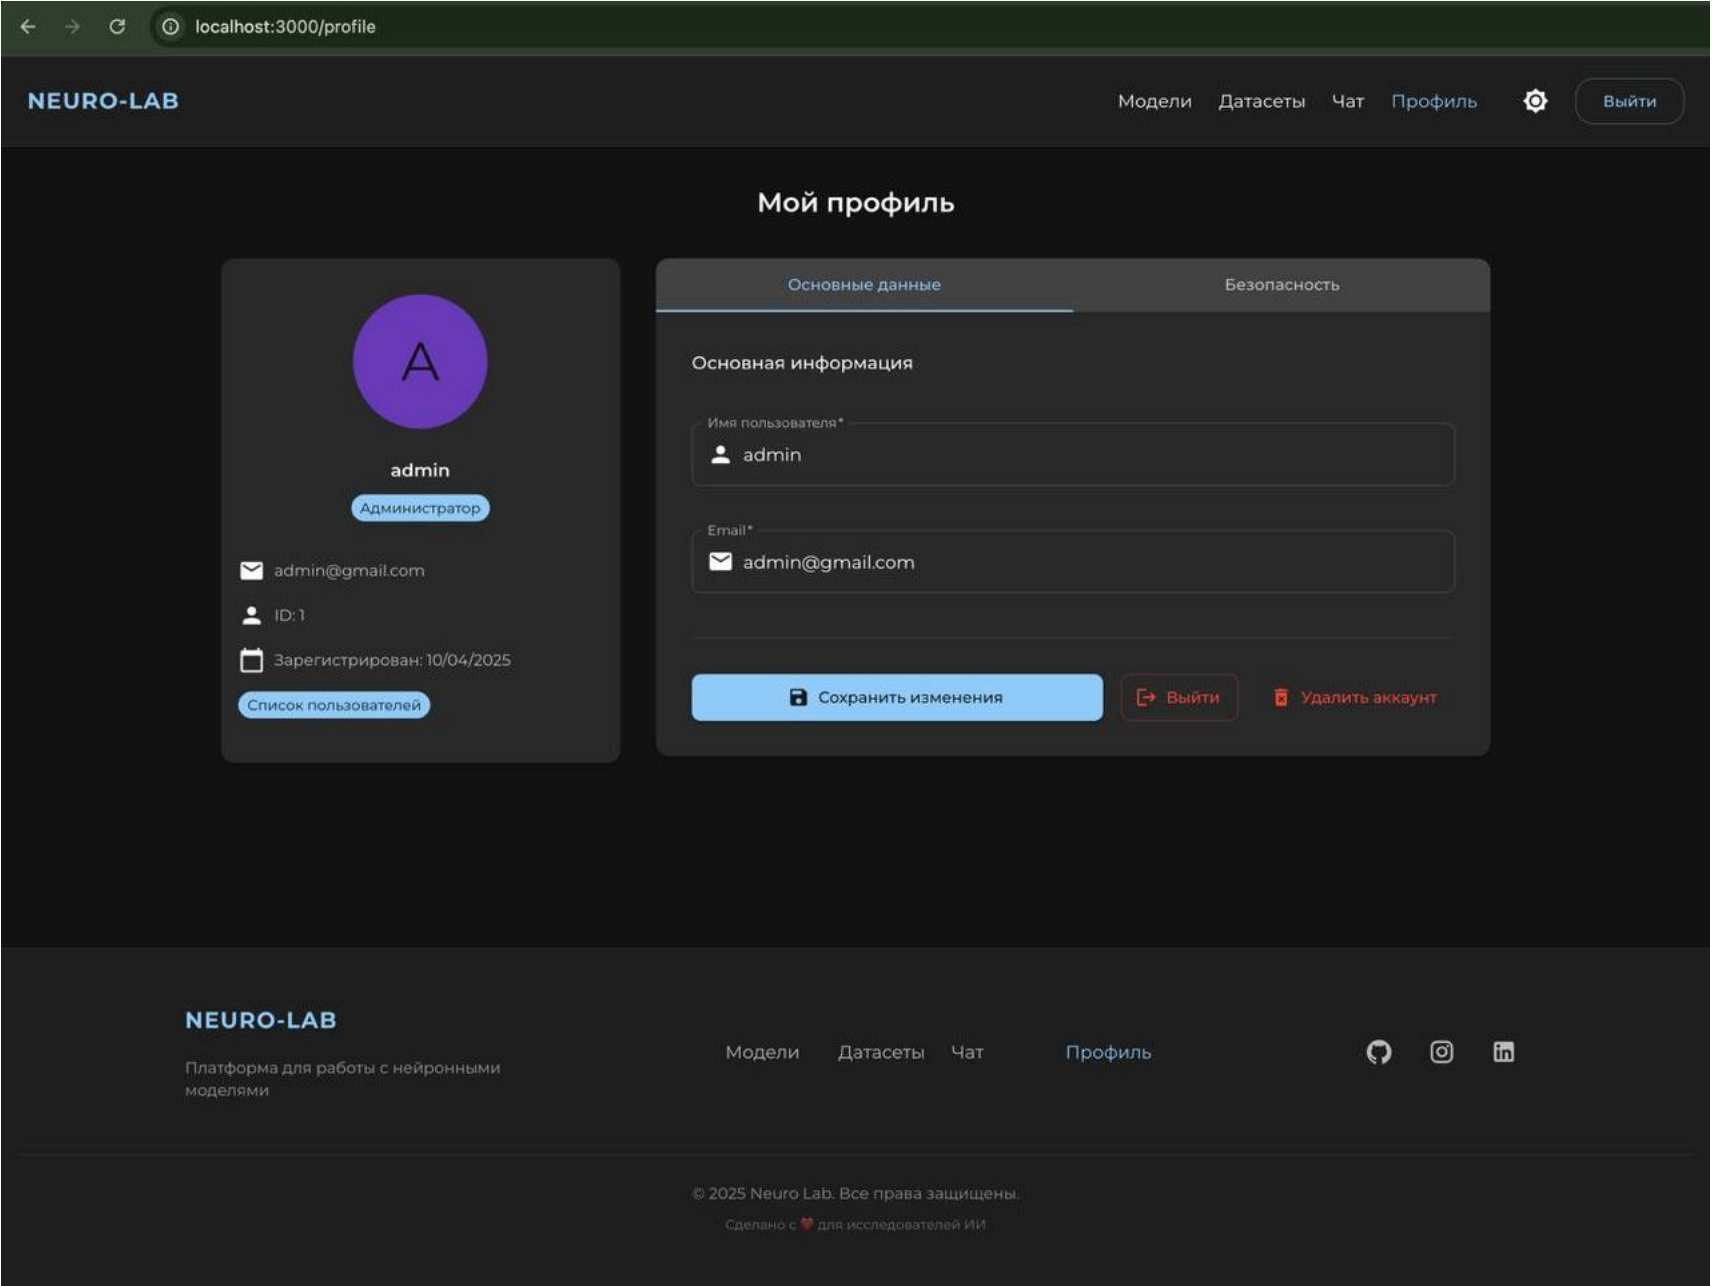 localhost:3000/profile
NEURO-LAB
Модели Датасеты Чат Профиль Выйти
Мой профиль
A
admin
Администратор
admin@gmail.com
ID: 1
Зарегистрирован: 10/04/2025
Список пользователей
Основные данные Безопасность
Основная информация
Имя пользователя*
admin
Email*
admin@gmail.com
Сохранить изменения Выйти Удалить аккаунт
NEURO-LAB
Платформа для работы с нейронными
моделями
Модели Датасеты Чат Профиль
© 2025 Neuro Lab. Все права защищены.
Сделано с ❤ для исследователей ИИ